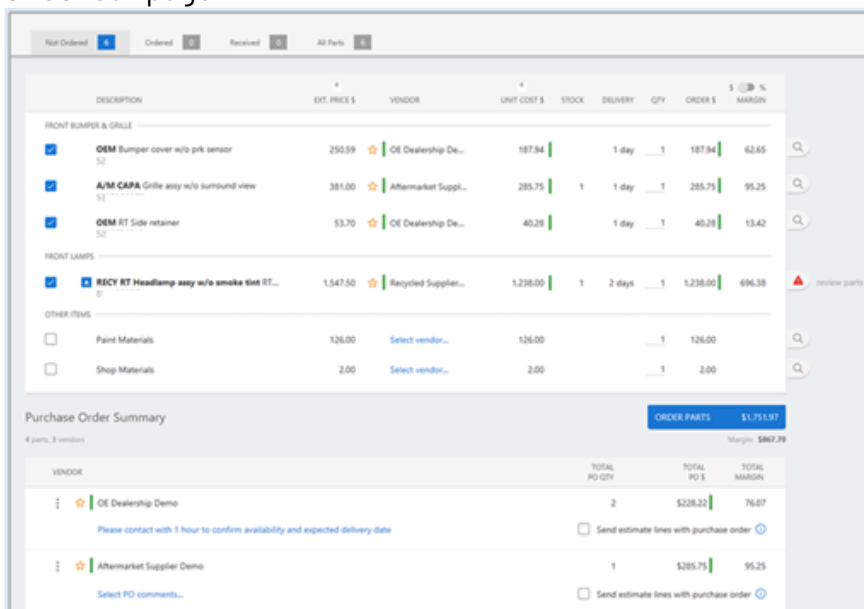 Not Ordered 6 Ordered 0 Received 0 All Parts 6
$ %
DESCRIPTION EXT. PRICE $ VENDOR UNIT COST $ STOCK DELIVERY QTY ORDER $ MARGIN
FRONT BUMPER & GRILLE
OEM Bumper cover w/o prk sensor 250.59 OE Dealership De... 187.94 1 day 1 187.94 62.65
52
A/M CAPA Grille assy w/o surround view 381.00 Aftermarket Suppl... 285.75 1 1 day 1 285.75 95.25
53
OEM RT Side retainer 53.70 OE Dealership De... 40.28 1 day 1 40.28 13.42
52
FRONT LAMPS
RECY RT Headlamp assy w/o smoke tint RT... 1,547.50 Recycled Supplier... 1,238.00 1 2 days 1 1,238.00 696.38 review parts
OTHER ITEMS
Paint Materials 126.00 Select vendor... 126.00 1 126.00
Shop Materials 2.00 Select vendor... 2.00 1 2.00
Purchase Order Summary ORDER PARTS $1,751.97
4 parts, 3 vendors Margin: $867.70
VENDOR TOTAL PO QTY TOTAL PO $ TOTAL MARGIN
OE Dealership Demo 2 $228.22 76.07
Please contact with 1 hour to confirm availability and expected delivery date Send estimate lines with purchase order
Aftermarket Supplier Demo 1 $285.75 95.25
Select PO comments... Send estimate lines with purchase order